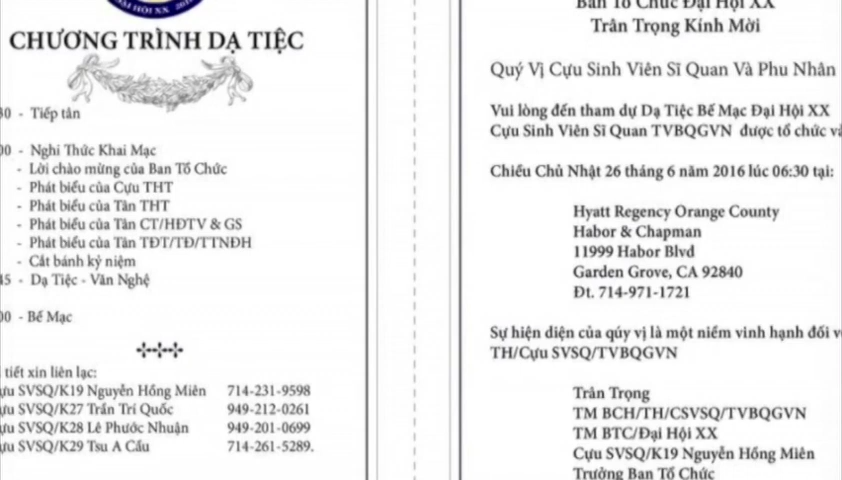 HỘI XX
CHƯƠNG TRÌNH DẠ TIỆC
30 - Tiếp tân
00 - Nghi Thức Khai Mạc
- Lời chào mừng của Ban Tổ Chức
- Phát biểu của Cựu THT
- Phát biểu của Tân THT
- Phát biểu của Tân CT/HĐTV & GS
- Phát biểu của Tân TĐT/TĐ/TTNĐH
- Cắt bánh kỷ niệm
45 - Dạ Tiệc - Văn Nghệ
00 - Bế Mạc
tiết xin liên lạc:
ựu SVSQ/K19 Nguyễn Hồng Miên 714-231-9598
ựu SVSQ/K27 Trần Trí Quốc 949-212-0261
ựu SVSQ/K28 Lê Phước Nhuận 949-201-0699
ựu SVSQ/K29 Tsu A Cầu 714-261-5289.
Ban Tổ Chức Đại Hội XX
Trân Trọng Kính Mời
Quý Vị Cựu Sinh Viên Sĩ Quan Và Phu Nhân
Vui lòng đến tham dự Dạ Tiệc Bế Mạc Đại Hội XX
Cựu Sinh Viên Sĩ Quan TVBQGVN được tổ chức và
Chiều Chủ Nhật 26 tháng 6 năm 2016 lúc 06:30 tại:
Hyatt Regency Orange County
Habor & Chapman
11999 Habor Blvd
Garden Grove, CA 92840
Đt. 714-971-1721
Sự hiện diện của qúy vị là một niềm vinh hạnh đối v
TH/Cựu SVSQ/TVBQGVN
Trân Trọng
TM BCH/TH/CSVSQ/TVBQGVN
TM BTC/Đại Hội XX
Cựu SVSQ/K19 Nguyễn Hồng Miên
Trưởng Ban Tổ Chức